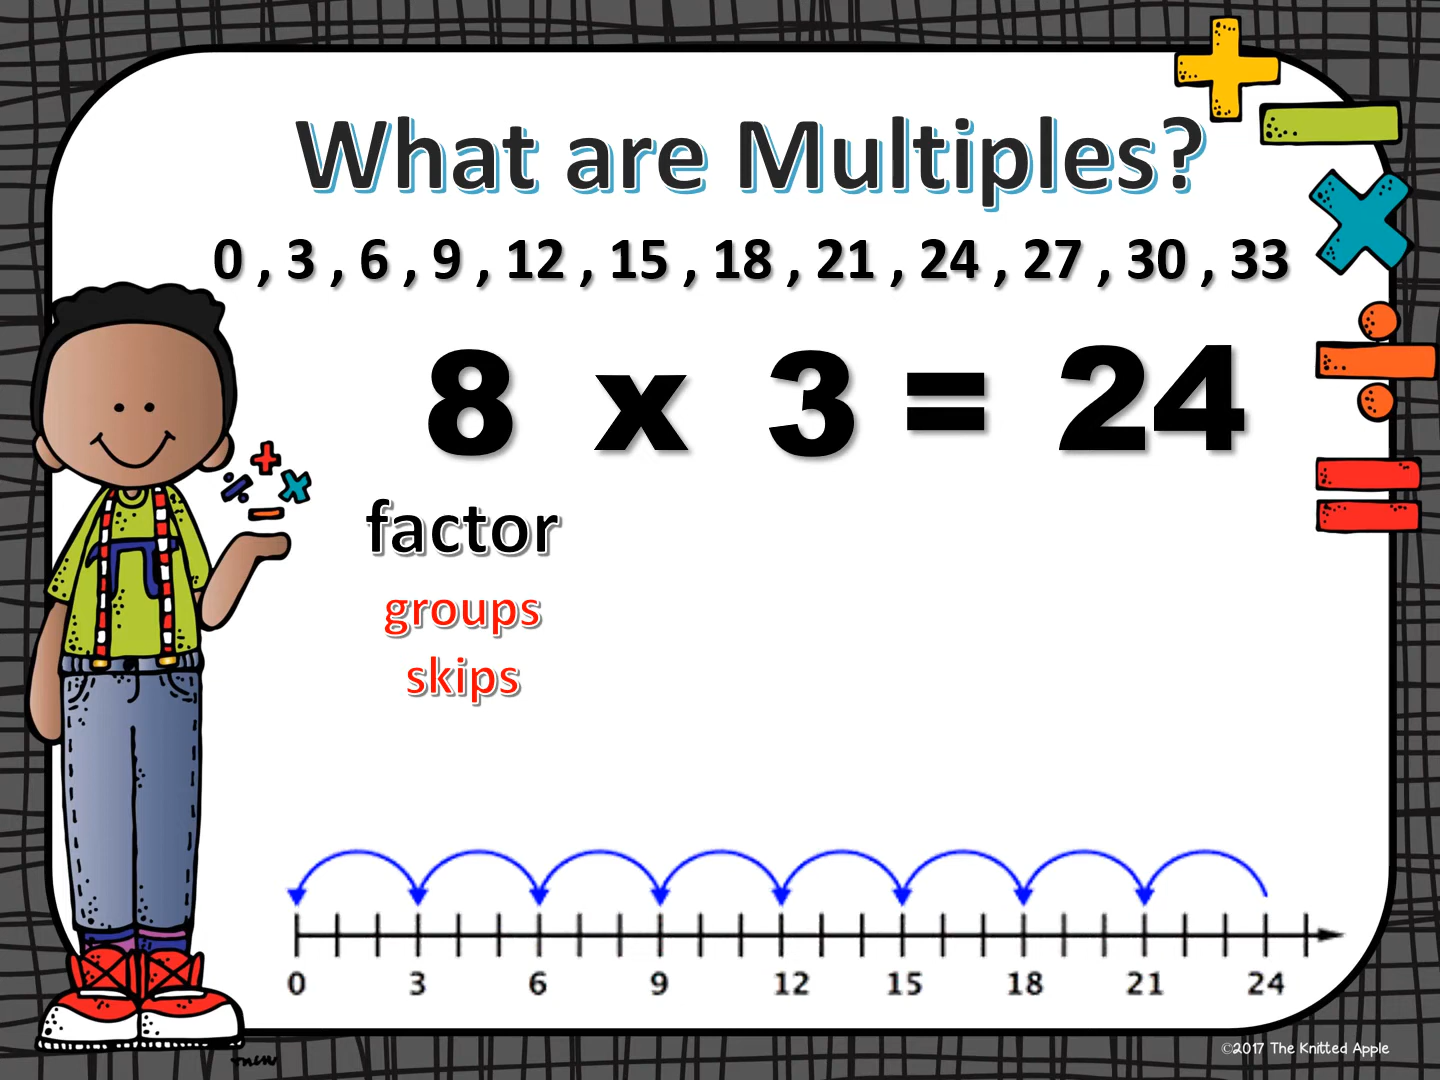 What are Multiples?
0 , 3 , 6 , 9 , 12 , 15 , 18 , 21 , 24 , 27 , 30 , 33
8 x 3 = 24
factor
groups
skips
0 3 6 9 12 15 18 21 24
©2017 The Knitted Apple